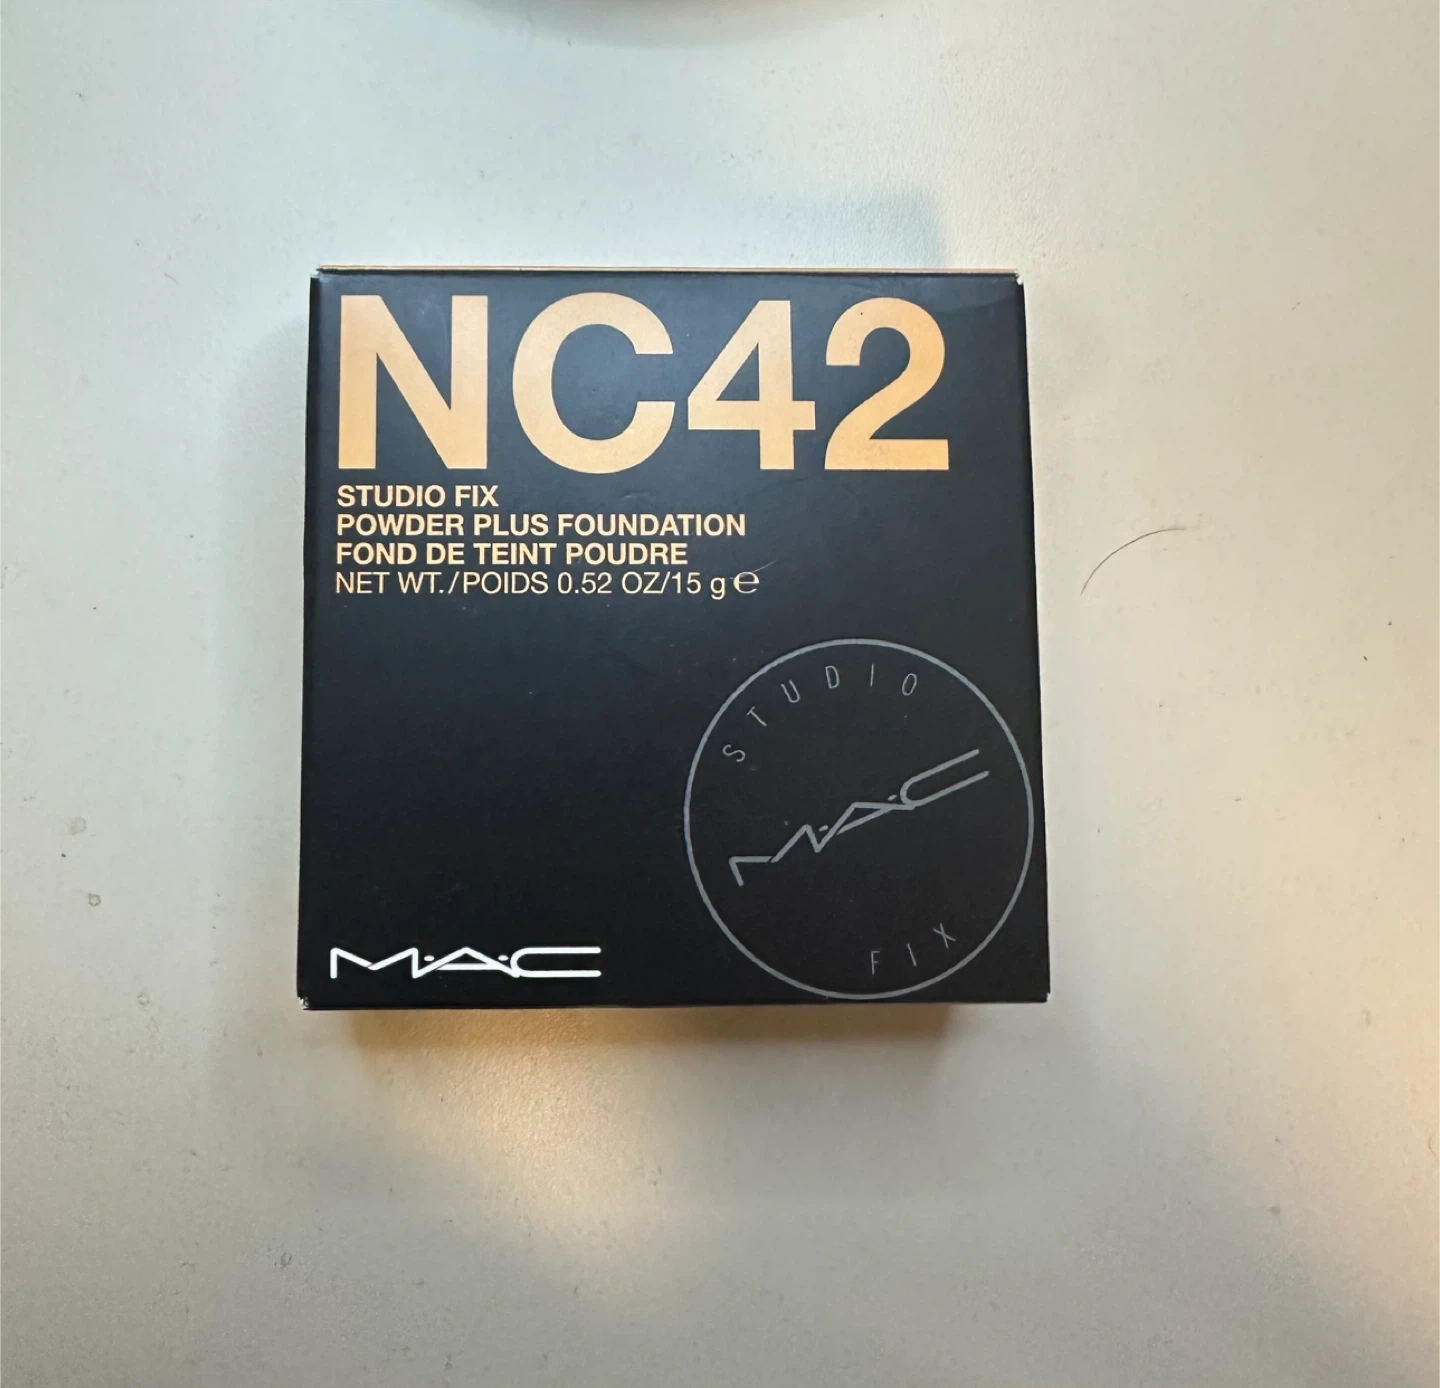 NC42
STUDIO FIX
POWDER PLUS FOUNDATION
FOND DE TEINT POUDRE
NET WT./POIDS 0.52 OZ/15 g ℮
STUDIO
M·A·C
FIX
M·A·C